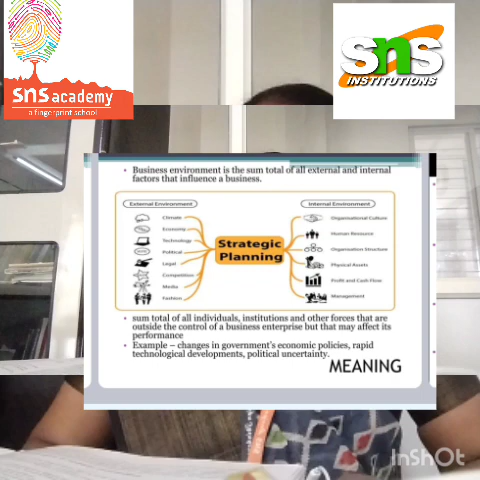 sns academy
a fingerprint school
sns
INSTITUTIONS
• Business environment is the sum total of all external and internal
factors that influence a business.
External Environment
Climate
Economy
Technology
Political
Legal
Competition
Media
Fashion
Strategic
Planning
Internal Environment
Organisational Culture
Human Resource
Organisation Structure
Physical Assets
Profit and Cash Flow
Management
• sum total of all individuals, institutions and other forces that are
outside the control of a business enterprise but that may affect its
performance
• Example – changes in government's economic policies, rapid
technological developments, political uncertainty.
MEANING
InShOt